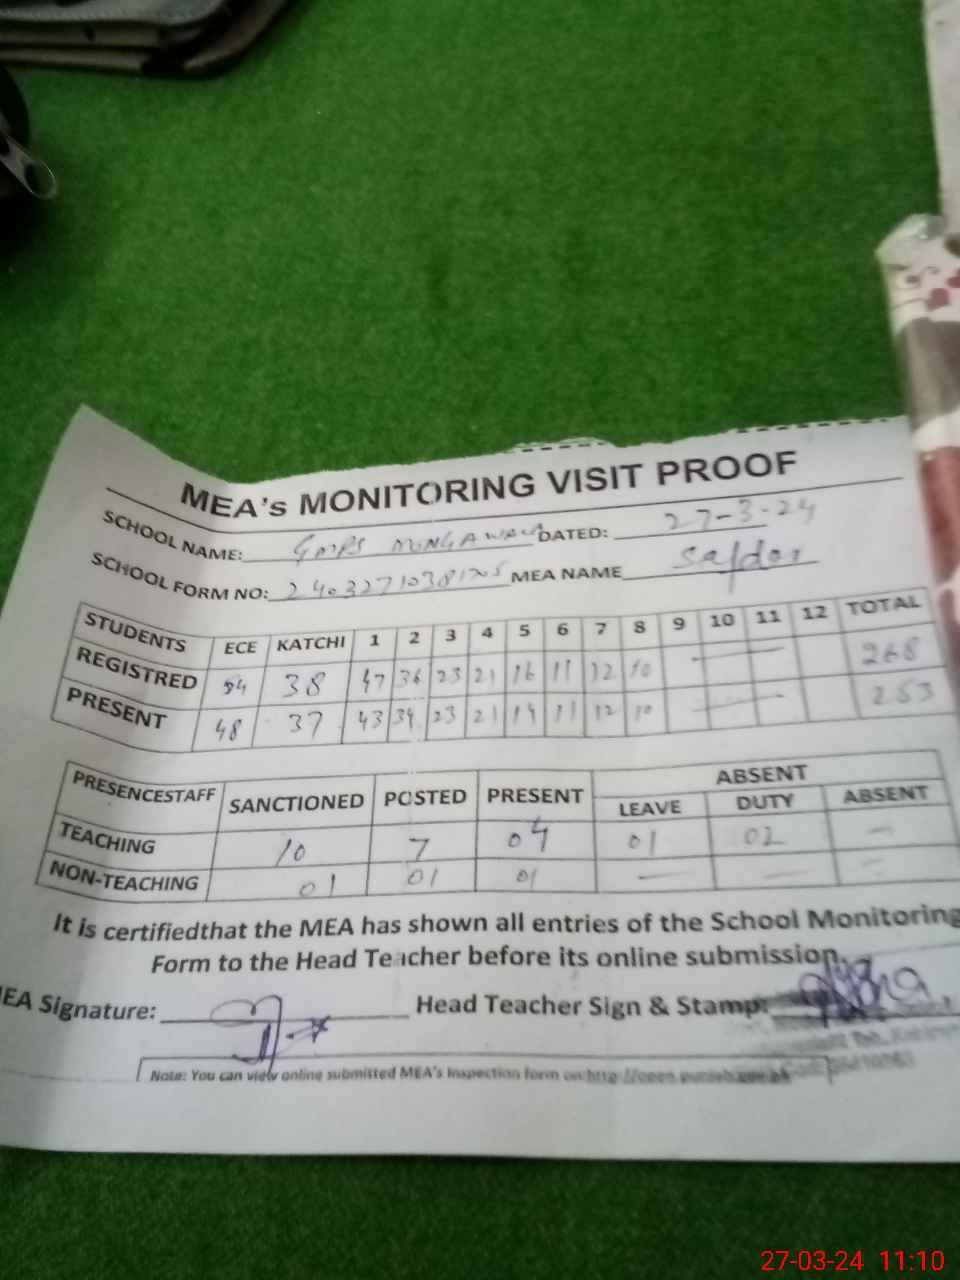 MEA's MONITORING VISIT PROOF
SCHOOL NAME: GMPS DATED: 27-3-24
SCHOOL FORM NO: MEA NAME Safdar
STUDENTS ECE KATCHI 1 2 3 4 5 6 7 8 9 10 11 12 TOTAL
REGISTRED 54 38 47 36 23 21 16 11 12 10 268
PRESENT 48 37 43 34 23 21 14 11 12 10 253
PRESENCESTAFF SANCTIONED POSTED PRESENT ABSENT
LEAVE DUTY ABSENT
TEACHING 10 7 04 01 02 —
NON-TEACHING 01 01 01 — — —
It is certifiedthat the MEA has shown all entries of the School Monitoring
Form to the Head Teacher before its online submission.
MEA Signature: Head Teacher Sign & Stamp:
Note: You can view online submitted MEA's Inspection form on:http://open.punjab.gov.pk
27-03-24 11:10